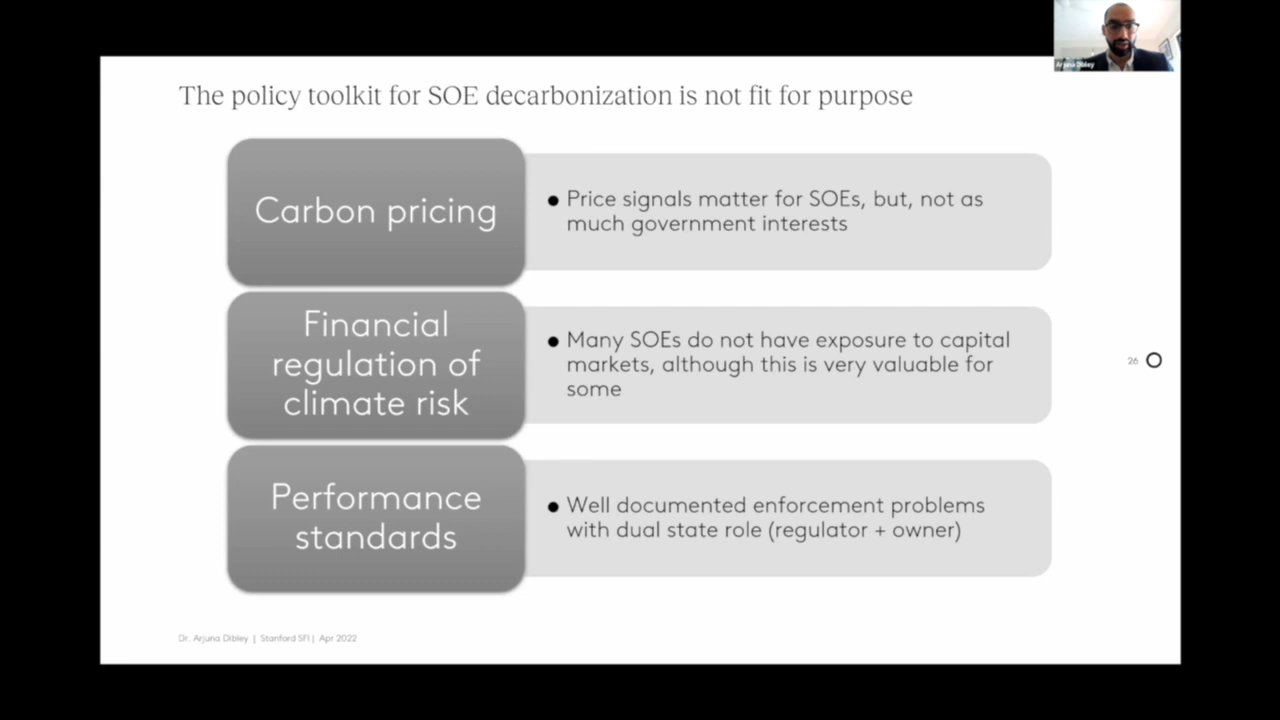 Arjuna Dibley
The policy toolkit for SOE decarbonization is not fit for purpose
Carbon pricing
● Price signals matter for SOEs, but, not as
much government interests
Financial
regulation of
climate risk
● Many SOEs do not have exposure to capital
markets, although this is very valuable for
some
26
Performance
standards
● Well documented enforcement problems
with dual state role (regulator + owner)
Dr. Arjuna Dibley | Stanford SFI | Apr 2022